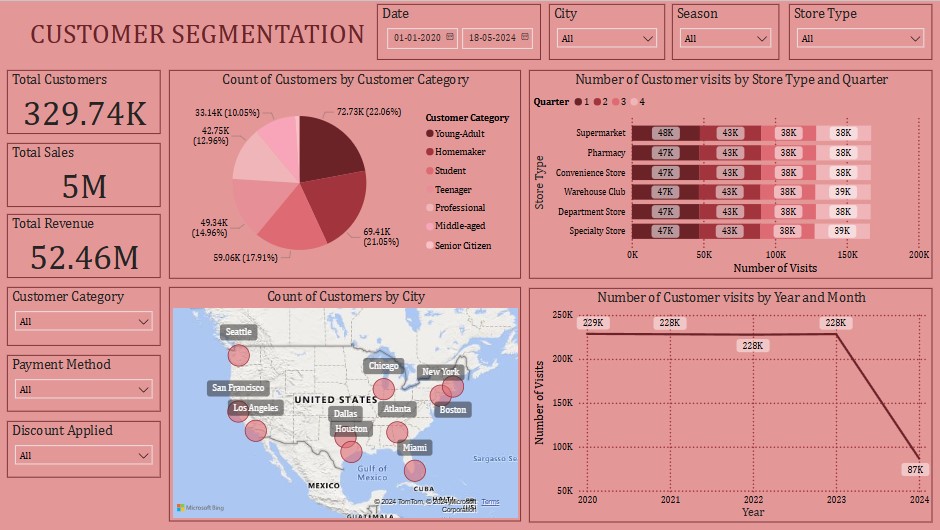 CUSTOMER SEGMENTATION
Date
01-01-2020
18-05-2024
City
All
Season
All
Store Type
All
Total Customers
329.74K
Total Sales
5M
Total Revenue
52.46M
Customer Category
All
Payment Method
All
Discount Applied
All
Count of Customers by Customer Category
33.14K (10.05%)
72.73K (22.06%)
42.75K
(12.96%)
49.34K
(14.96%)
59.06K (17.91%)
69.41K
(21.05%)
Customer Category
Young-Adult
Homemaker
Student
Teenager
Professional
Middle-aged
Senior Citizen
Number of Customer visits by Store Type and Quarter
Quarter 1 2 3 4
Store Type
Supermarket 48K 43K 38K 38K
Pharmacy 47K 43K 38K 38K
Convenience Store 47K 43K 38K 38K
Warehouse Club 47K 43K 38K 39K
Department Store 47K 43K 38K 38K
Specialty Store 47K 43K 38K 39K
0K 50K 100K 150K 200K
Number of Visits
Count of Customers by City
Seattle
Chicago
New York
San Francisco
UNITED STATES
Los Angeles
Dallas
Atlanta
Boston
Houston
Miami
Gulf of
Mexico
Sargasso Se
MEXICO
CUBA
GUATEMALA
Microsoft Bing
© 2024 TomTom, © 2024 Microsoft
Corporation
Terms
Number of Customer visits by Year and Month
Number of Visits
250K
200K
150K
100K
50K
229K
228K
228K
228K
87K
2020 2021 2022 2023 2024
Year